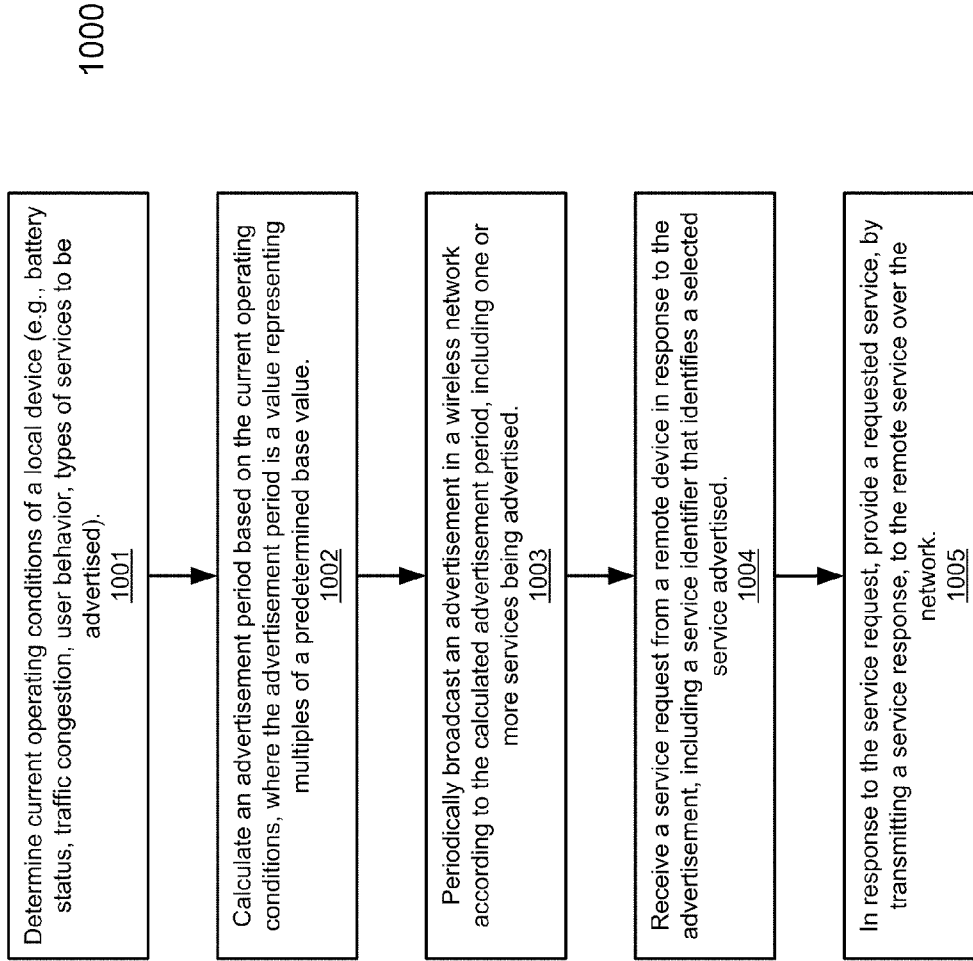 Determine current operating conditions of a local device (e.g., battery
status, traffic congestion, user behavior, types of services to be
advertised).
1001
Calculate an advertisement period based on the current operating
conditions, where the advertisement period is a value representing
multiples of a predetermined base value.
1002
Periodically broadcast an advertisement in a wireless network
according to the calculated advertisement period, including one or
more services being advertised.
1003
Receive a service request from a remote device in response to the
advertisement, including a service identifier that identifies a selected
service advertised.
1004
In response to the service request, provide a requested service, by
transmitting a service response, to the remote service over the
network.
1005
1000